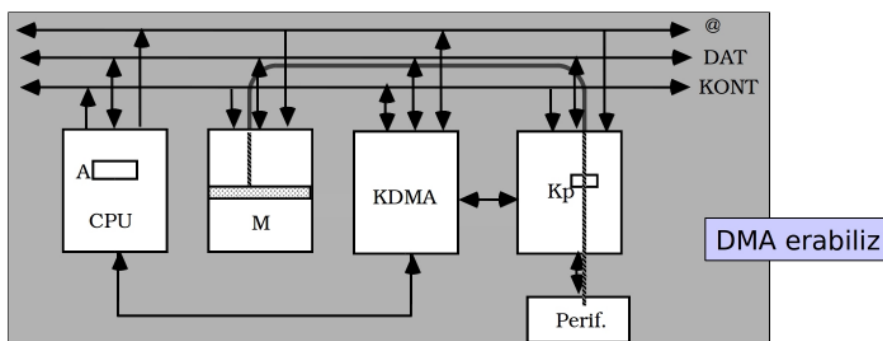 @
DAT
KONT
A
CPU
M
KDMA
Kp
DMA erabiliz
Perif.